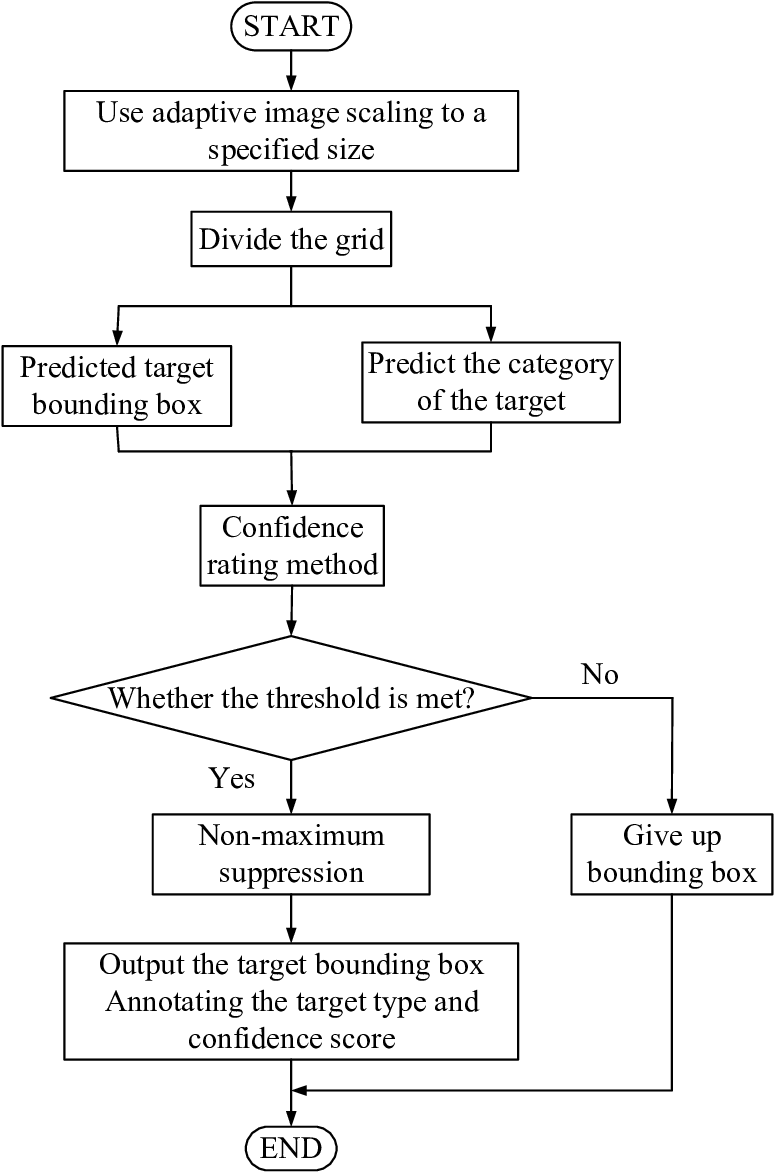 START
Use adaptive image scaling to a
specified size
Divide the grid
Predicted target
bounding box
Predict the category
of the target
Confidence
rating method
Whether the threshold is met?
No
Yes
Non-maximum
suppression
Give up
bounding box
Output the target bounding box
Annotating the target type and
confidence score
END